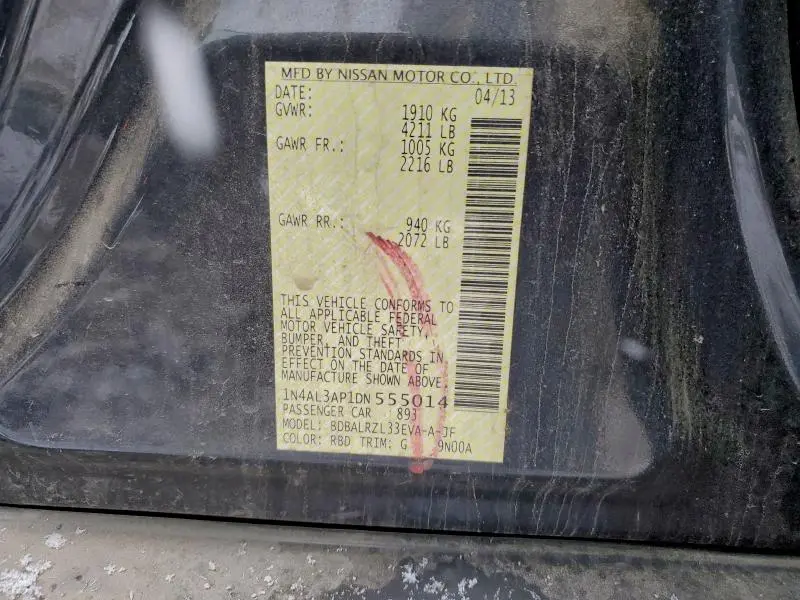 MFD BY NISSAN MOTOR CO., LTD.
DATE: 04/13
GVWR: 1910 KG
4211 LB
GAWR FR.: 1005 KG
2216 LB
GAWR RR.: 940 KG
2072 LB
THIS VEHICLE CONFORMS TO
ALL APPLICABLE FEDERAL
MOTOR VEHICLE SAFETY,
BUMPER, AND THEFT
PREVENTION STANDARDS IN
EFFECT ON THE DATE OF
MANUFACTURE SHOWN ABOVE.
1N4AL3AP1DN 555014
PASSENGER CAR 893
MODEL: BDBALRZL33EVA-A-JF
COLOR: RBD TRIM: G 9N00A